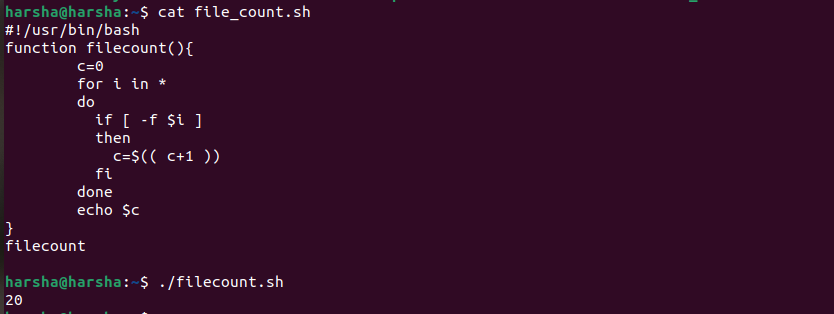 harsha@harsha:~$ cat file_count.sh
#!/usr/bin/bash
function filecount(){
        c=0
        for i in *
        do
          if [ -f $i ]
          then
            c=$(( c+1 ))
          fi
        done
        echo $c
}
filecount

harsha@harsha:~$ ./filecount.sh
20